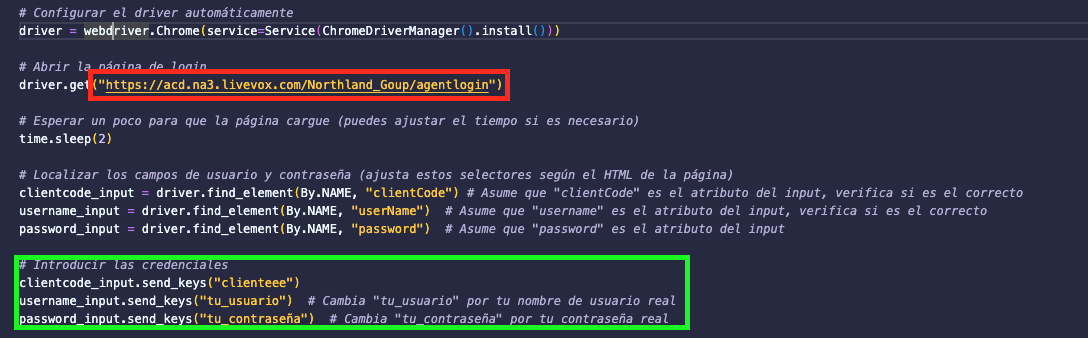 # Configurar el driver automáticamente
driver = webdriver.Chrome(service=Service(ChromeDriverManager().install()))
# Abrir la página de login
driver.get("https://acd.na3.livevox.com/Northland_Goup/agentlogin")
# Esperar un poco para que la página cargue (puedes ajustar el tiempo si es necesario)
time.sleep(2)
# Localizar los campos de usuario y contraseña (ajusta estos selectores según el HTML de la página)
clientcode_input = driver.find_element(By.NAME, "clientCode") # Asume que "clientCode" es el atributo del input, verifica si es el correcto
username_input = driver.find_element(By.NAME, "userName")  # Asume que "username" es el atributo del input, verifica si es el correcto
password_input = driver.find_element(By.NAME, "password")  # Asume que "password" es el atributo del input
# Introducir las credenciales
clientcode_input.send_keys("clienteee")
username_input.send_keys("tu_usuario")  # Cambia "tu_usuario" por tu nombre de usuario real
password_input.send_keys("tu_contraseña")  # Cambia "tu_contraseña" por tu contraseña real